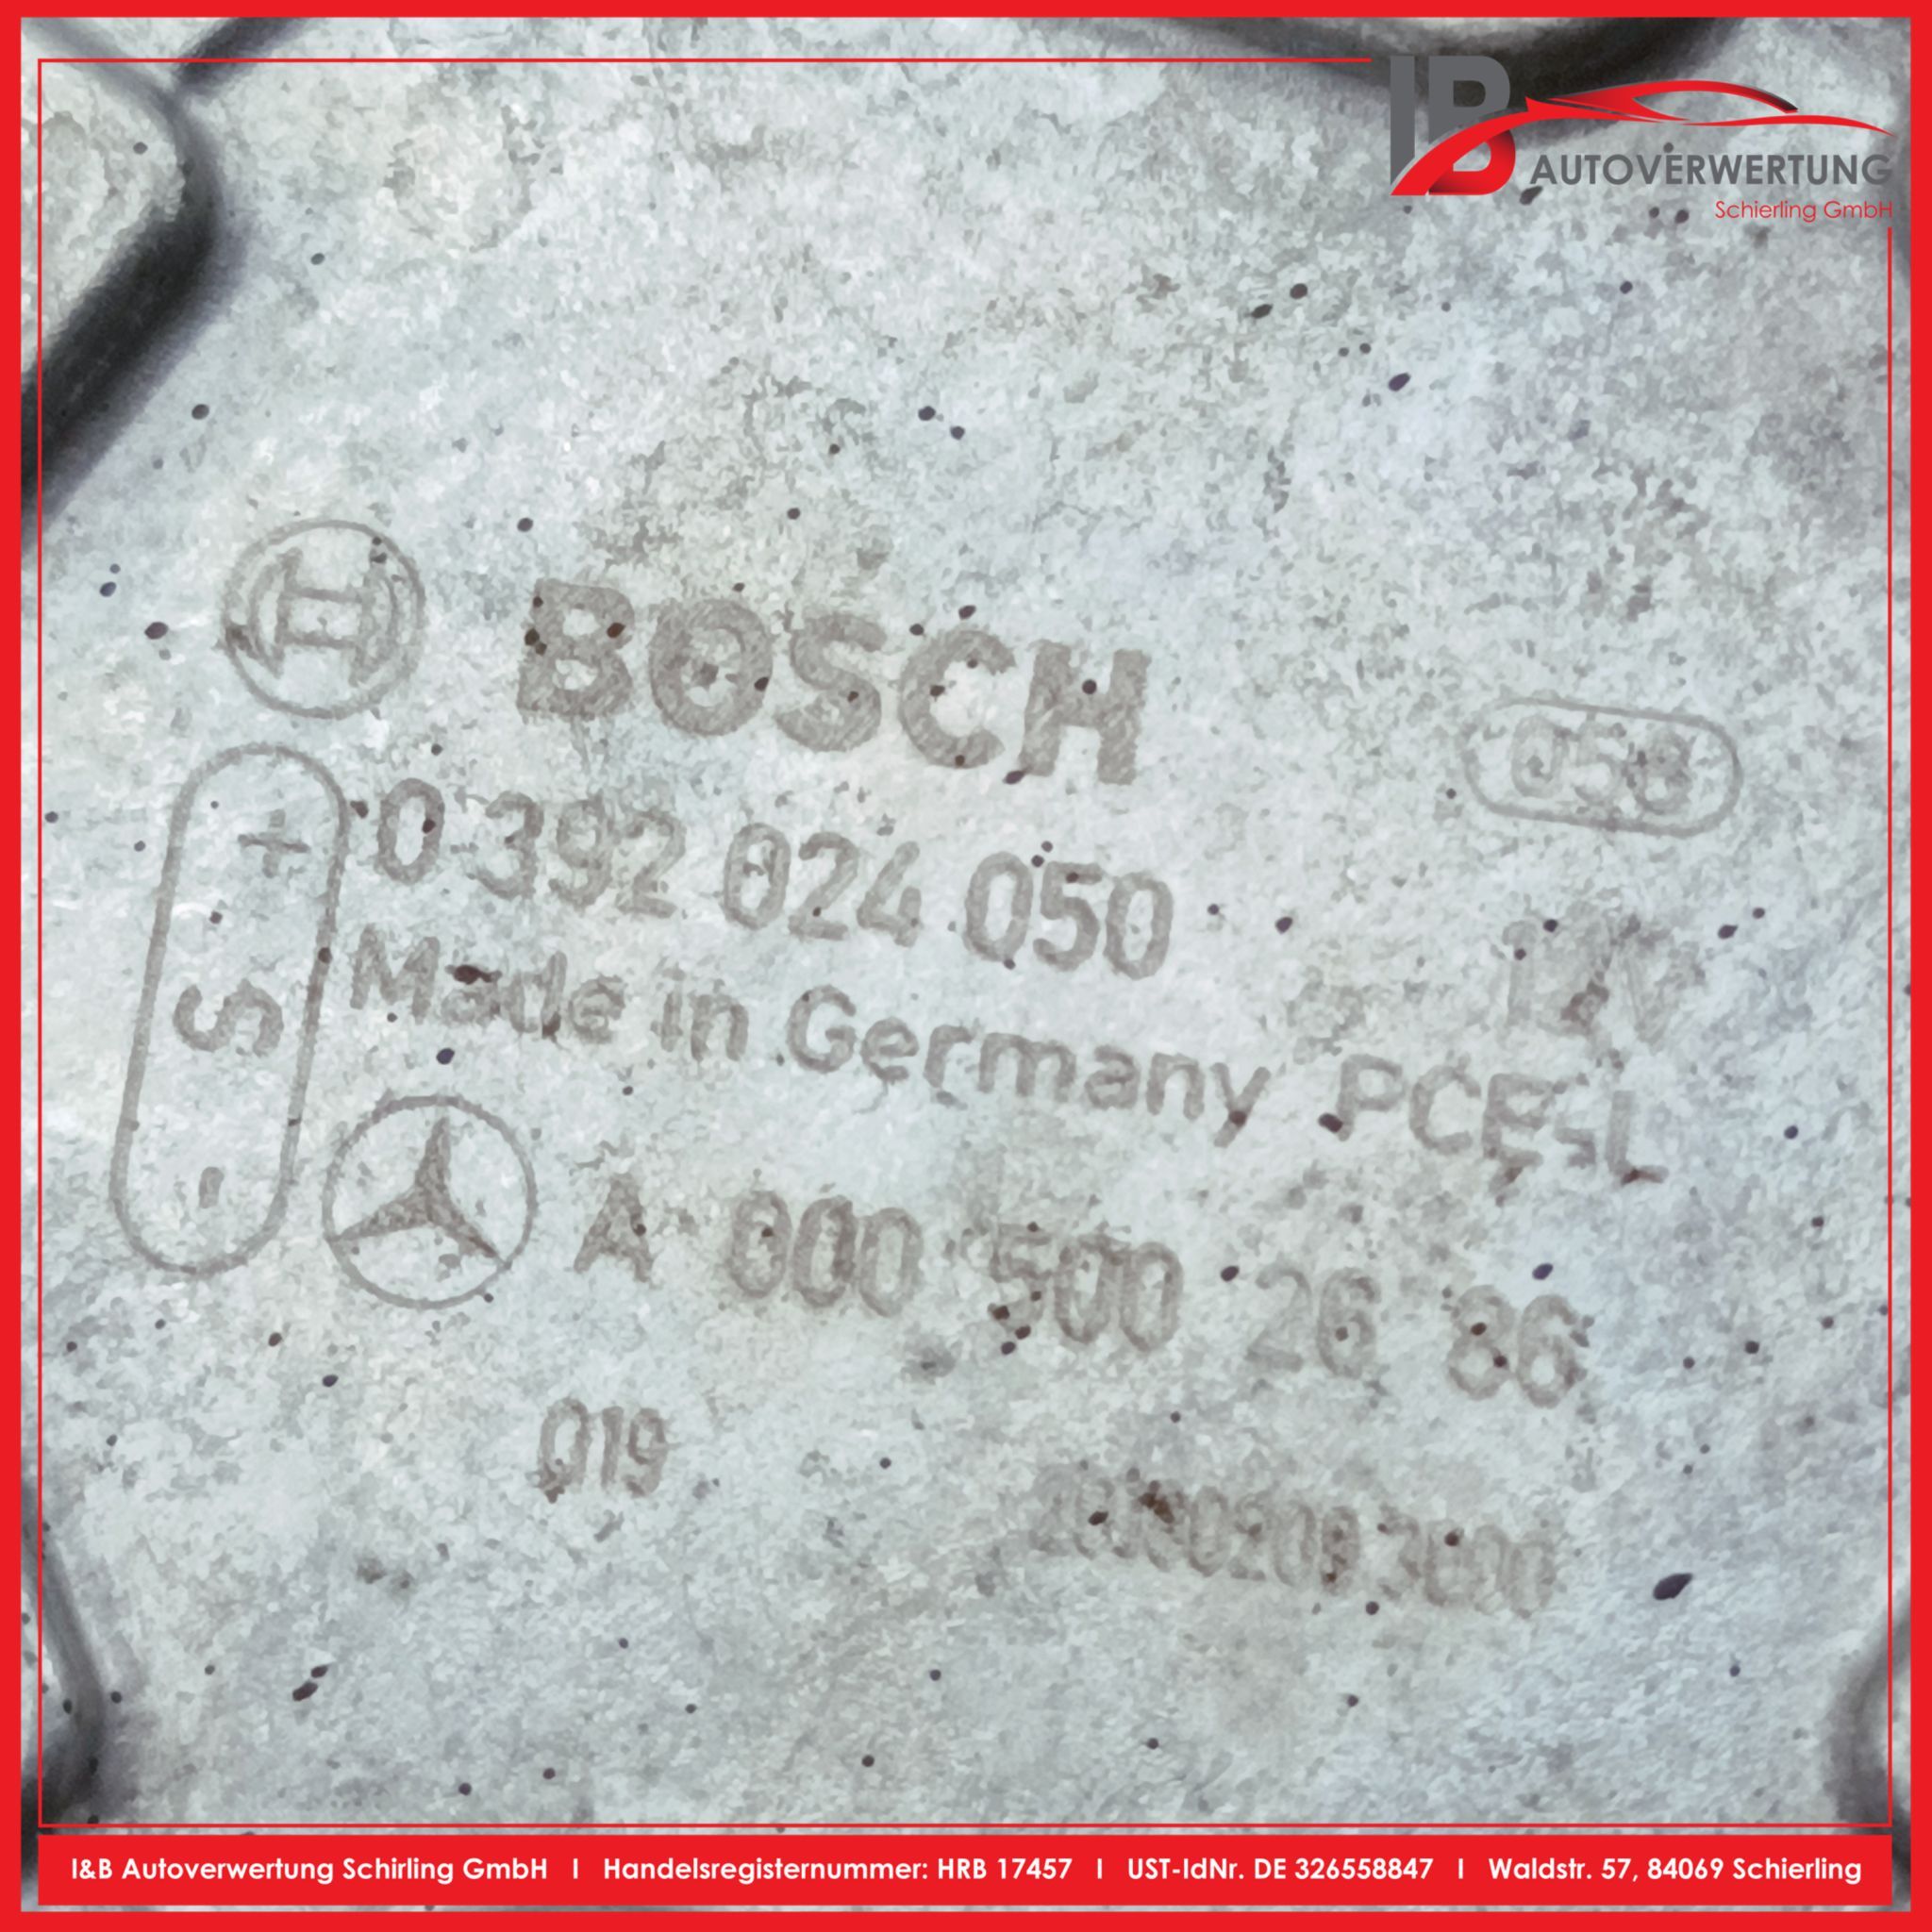 IB
AUTOVERWERTUNG
Schierling GmbH
BOSCH
058
0 392 024 050
+ S -
Made in Germany PCE-L
A 000 500 26 86
019
I&B Autoverwertung Schirling GmbH I Handelsregisternummer: HRB 17457 I UST-IdNr. DE 326558847 I Waldstr. 57, 84069 Schierling